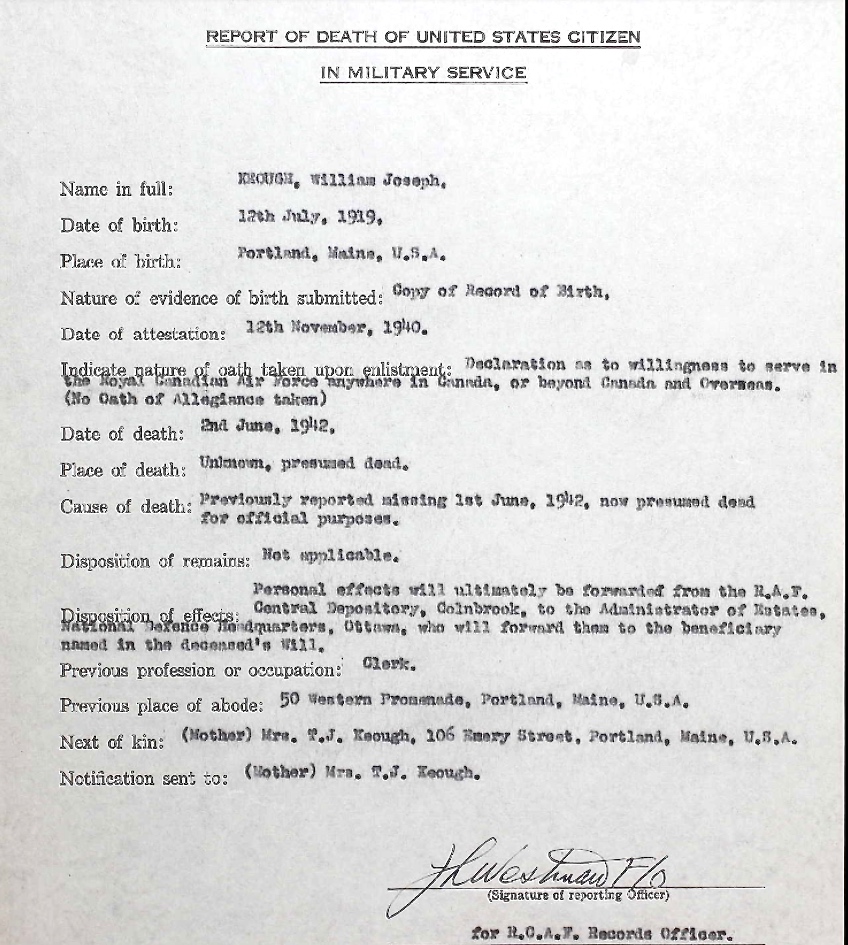 REPORT OF DEATH OF UNITED STATES CITIZEN
IN MILITARY SERVICE
Name in full: KEOUGH, William Joseph.
Date of birth: 12th July, 1919.
Place of birth: Portland, Maine, U.S.A.
Nature of evidence of birth submitted: Copy of Record of Birth.
Date of attestation: 12th November, 1940.
Indicate nature of oath taken upon enlistment: Declaration as to willingness to serve in
the Royal Canadian Air Force anywhere in Canada, or beyond Canada and Overseas.
(No Oath of Allegiance taken)
Date of death: 2nd June, 1942.
Place of death: Unknown, presumed dead.
Cause of death: Previously reported missing 1st June, 1942, now presumed dead
for official purposes.
Disposition of remains: Not applicable.
Personal effects will ultimately be forwarded from the R.A.F.
Disposition of effects: Central Depository, Colnbrook, to the Administrator of Estates,
National Defence Headquarters, Ottawa, who will forward them to the beneficiary
named in the deceased's Will.
Previous profession or occupation: Clerk.
Previous place of abode: 50 Western Promenade, Portland, Maine, U.S.A.
Next of kin: (Mother) Mrs. T.J. Keough, 106 Emery Street, Portland, Maine, U.S.A.
Notification sent to: (Mother) Mrs. T.J. Keough.
F/O
(Signature of reporting Officer)
for R.C.A.F. Records Officer.